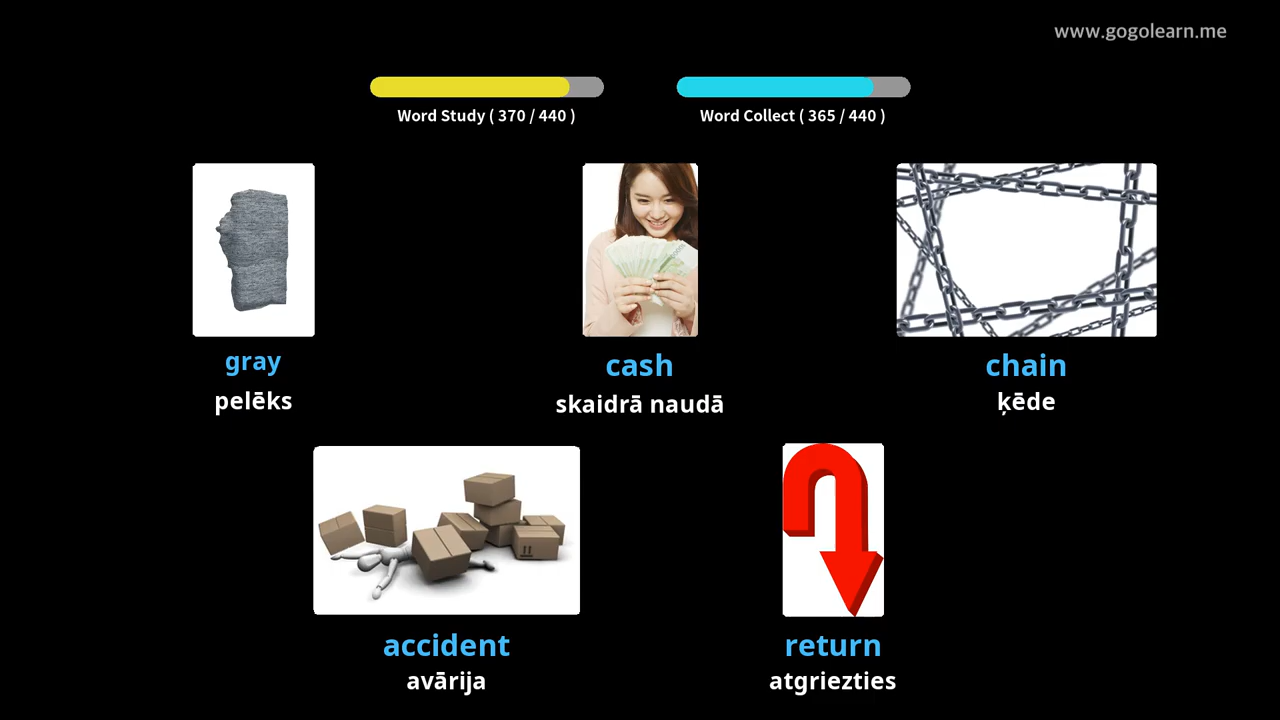 www.gogolearn.me
Word Study ( 370 / 440 )
Word Collect ( 365 / 440 )
gray
pelēks
cash
skaidrā naudā
chain
ķēde
accident
avārija
return
atgriezties